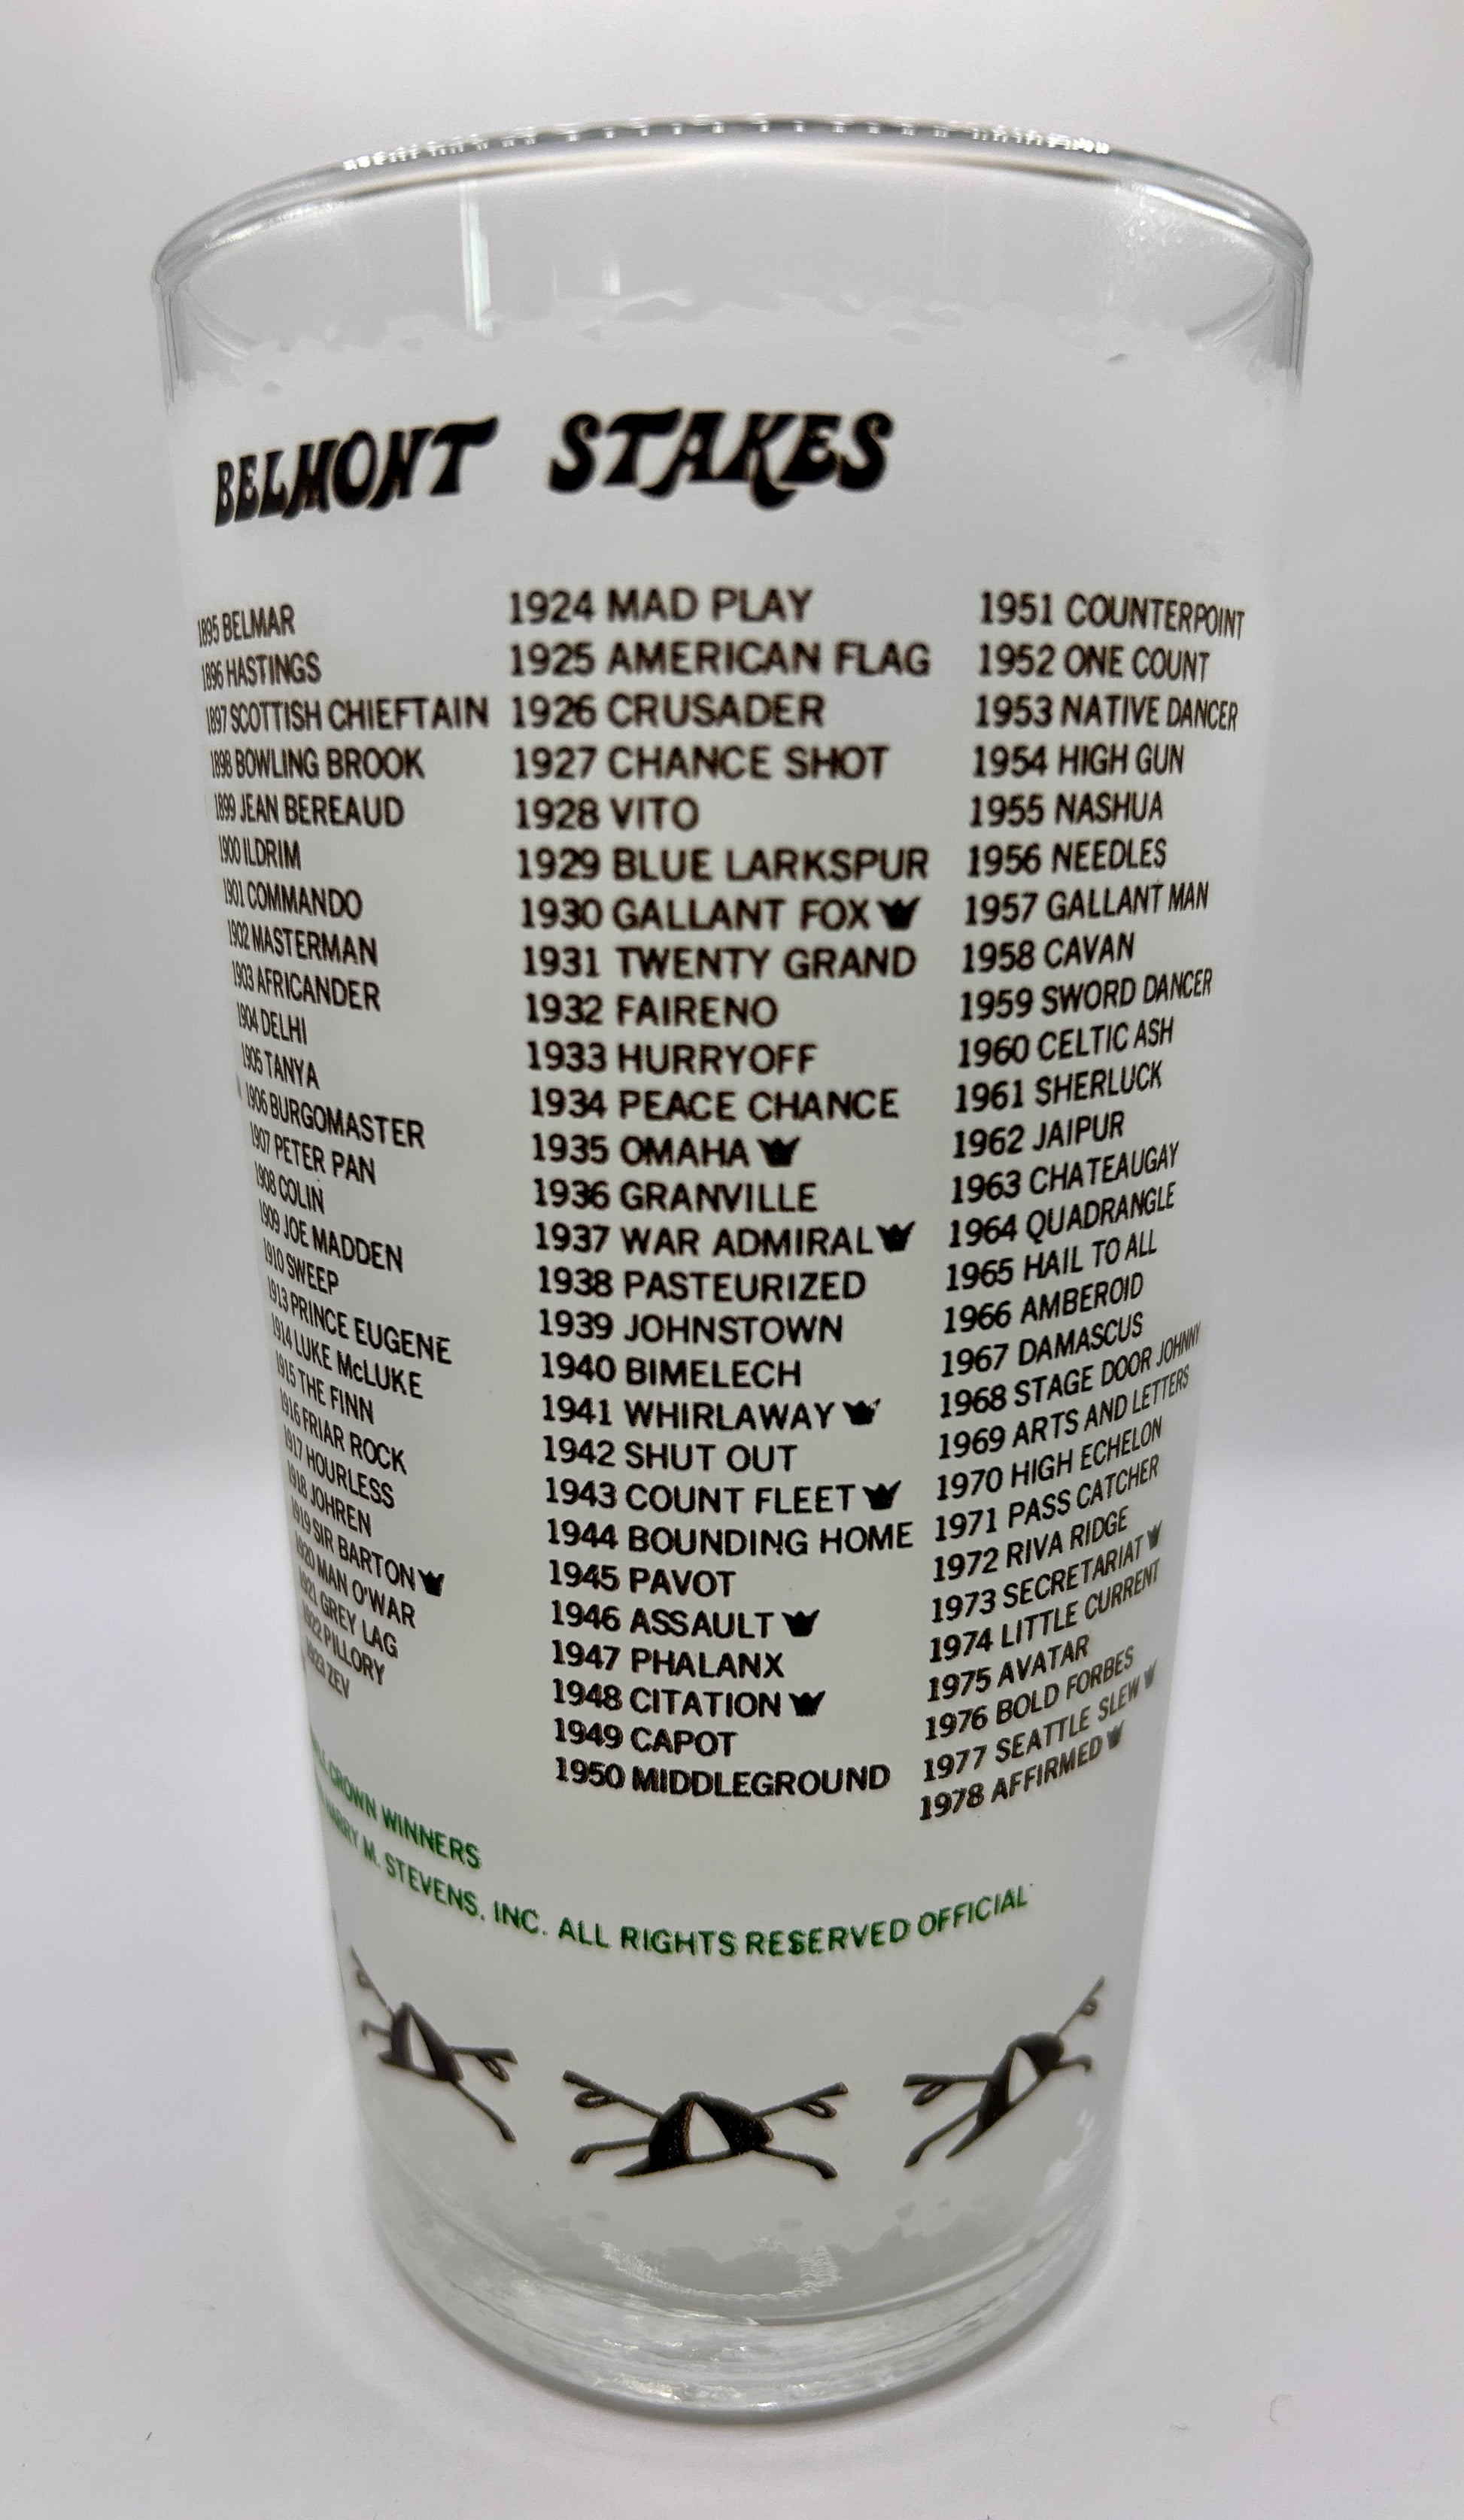 BELMONT STAKES
1895 BELMAR
1896 HASTINGS
1897 SCOTTISH CHIEFTAIN
1898 BOWLING BROOK
1899 JEAN BEREAUD
1900 ILDRIM
1901 COMMANDO
1902 MASTERMAN
1903 AFRICANDER
1904 DELHI
1905 TANYA
1906 BURGOMASTER
1907 PETER PAN
1908 COLIN
1909 JOE MADDEN
1910 SWEEP
1913 PRINCE EUGENE
1914 LUKE McLUKE
1915 THE FINN
1916 FRIAR ROCK
1917 HOURLESS
1918 JOHREN
1919 SIR BARTON
1920 MAN O'WAR
1921 GREY LAG
1922 PILLORY
1923 ZEV
1924 MAD PLAY
1925 AMERICAN FLAG
1926 CRUSADER
1927 CHANCE SHOT
1928 VITO
1929 BLUE LARKSPUR
1930 GALLANT FOX
1931 TWENTY GRAND
1932 FAIRENO
1933 HURRYOFF
1934 PEACE CHANCE
1935 OMAHA
1936 GRANVILLE
1937 WAR ADMIRAL
1938 PASTEURIZED
1939 JOHNSTOWN
1940 BIMELECH
1941 WHIRLAWAY
1942 SHUT OUT
1943 COUNT FLEET
1944 BOUNDING HOME
1945 PAVOT
1946 ASSAULT
1947 PHALANX
1948 CITATION
1949 CAPOT
1950 MIDDLEGROUND
1951 COUNTERPOINT
1952 ONE COUNT
1953 NATIVE DANCER
1954 HIGH GUN
1955 NASHUA
1956 NEEDLES
1957 GALLANT MAN
1958 CAVAN
1959 SWORD DANCER
1960 CELTIC ASH
1961 SHERLUCK
1962 JAIPUR
1963 CHATEAUGAY
1964 QUADRANGLE
1965 HAIL TO ALL
1966 AMBEROID
1967 DAMASCUS
1968 STAGE DOOR JOHNNY
1969 ARTS AND LETTERS
1970 HIGH ECHELON
1971 PASS CATCHER
1972 RIVA RIDGE
1973 SECRETARIAT
1974 LITTLE CURRENT
1975 AVATAR
1976 BOLD FORBES
1977 SEATTLE SLEW
1978 AFFIRMED
CROWN WINNERS
HARRY M. STEVENS, INC. ALL RIGHTS RESERVED OFFICIAL